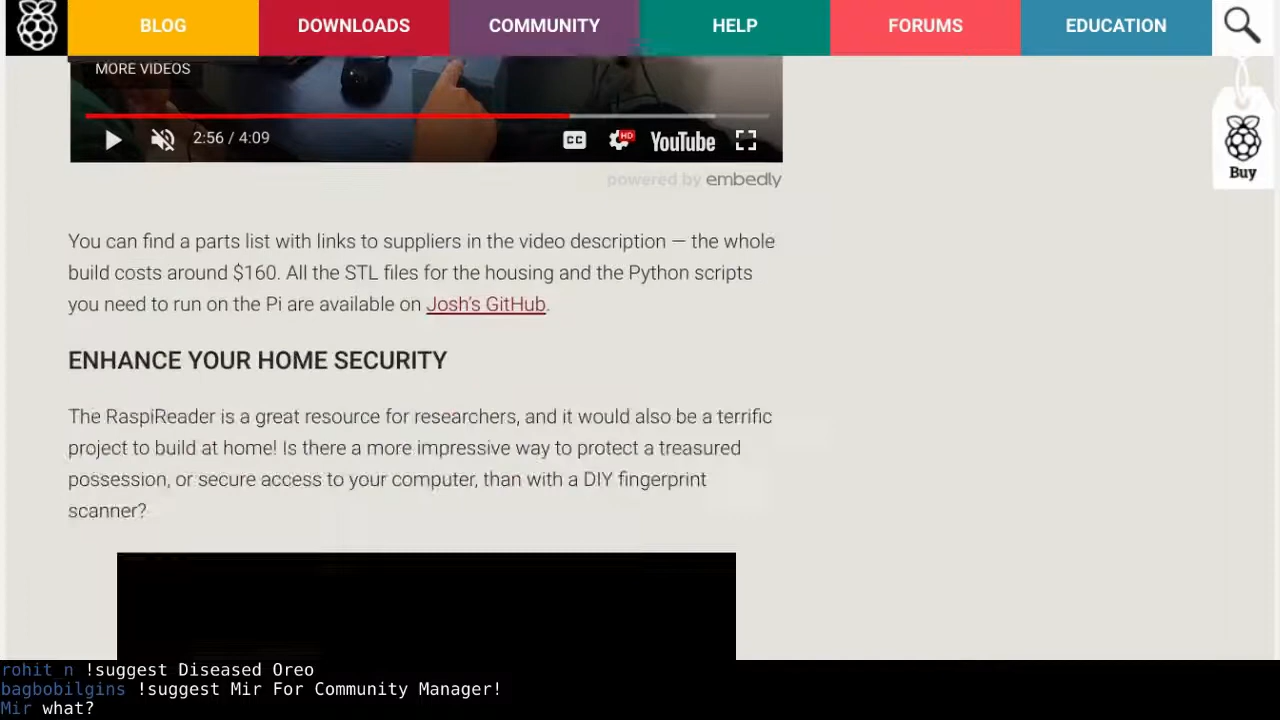 BLOG DOWNLOADS COMMUNITY HELP FORUMS EDUCATION
MORE VIDEOS
2:56 / 4:09 CC HD YouTube
Buy
powered by embedly
You can find a parts list with links to suppliers in the video description — the whole
build costs around $160. All the STL files for the housing and the Python scripts
you need to run on the Pi are available on Josh's GitHub.
ENHANCE YOUR HOME SECURITY
The RaspiReader is a great resource for researchers, and it would also be a terrific
project to build at home! Is there a more impressive way to protect a treasured
possession, or secure access to your computer, than with a DIY fingerprint
scanner?
rohit_n !suggest Diseased Oreo
bagbobilgins !suggest Mir For Community Manager!
Mir what?